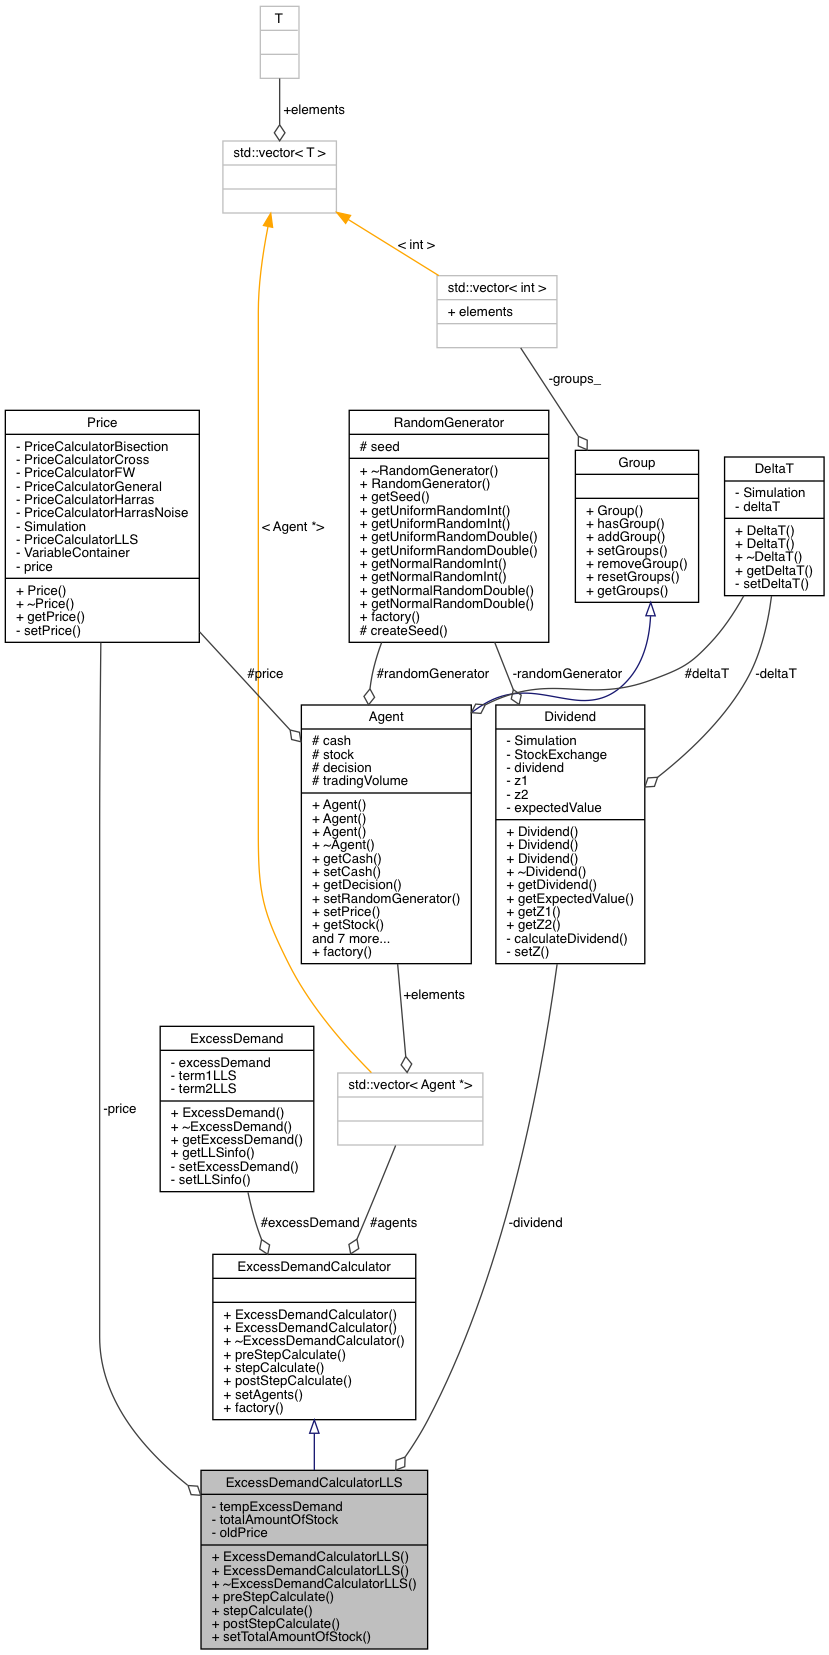 T
+elements
std::vector< T >
< int >
std::vector< int >
+ elements
-groups_
Price
- PriceCalculatorBisection
- PriceCalculatorCross
- PriceCalculatorFW
- PriceCalculatorGeneral
- PriceCalculatorHarras
- PriceCalculatorHarrasNoise
- Simulation
- PriceCalculatorLLS
- VariableContainer
- price
+ Price()
+ ~Price()
+ getPrice()
- setPrice()
< Agent *>
RandomGenerator
# seed
+ ~RandomGenerator()
+ RandomGenerator()
+ getSeed()
+ getUniformRandomInt()
+ getUniformRandomInt()
+ getUniformRandomDouble()
+ getUniformRandomDouble()
+ getNormalRandomInt()
+ getNormalRandomInt()
+ getNormalRandomDouble()
+ getNormalRandomDouble()
+ factory()
# createSeed()
Group
+ Group()
+ hasGroup()
+ addGroup()
+ setGroups()
+ removeGroup()
+ resetGroups()
+ getGroups()
DeltaT
- Simulation
- deltaT
+ DeltaT()
+ DeltaT()
+ ~DeltaT()
+ getDeltaT()
- setDeltaT()
#price
#randomGenerator
-randomGenerator
#deltaT
-deltaT
Agent
# cash
# stock
# decision
# tradingVolume
+ Agent()
+ Agent()
+ Agent()
+ ~Agent()
+ getCash()
+ setCash()
+ getDecision()
+ setRandomGenerator()
+ setPrice()
+ getStock()
and 7 more...
+ factory()
Dividend
- Simulation
- StockExchange
- dividend
- z1
- z2
- expectedValue
+ Dividend()
+ Dividend()
+ Dividend()
+ ~Dividend()
+ getDividend()
+ getExpectedValue()
+ getZ1()
+ getZ2()
- calculateDividend()
- setZ()
+elements
ExcessDemand
- excessDemand
- term1LLS
- term2LLS
+ ExcessDemand()
+ ~ExcessDemand()
+ getExcessDemand()
+ getLLSinfo()
- setExcessDemand()
- setLLSinfo()
std::vector< Agent *>
-price
#excessDemand
#agents
-dividend
ExcessDemandCalculator
+ ExcessDemandCalculator()
+ ExcessDemandCalculator()
+ ~ExcessDemandCalculator()
+ preStepCalculate()
+ stepCalculate()
+ postStepCalculate()
+ setAgents()
+ factory()
ExcessDemandCalculatorLLS
- tempExcessDemand
- totalAmountOfStock
- oldPrice
+ ExcessDemandCalculatorLLS()
+ ExcessDemandCalculatorLLS()
+ ~ExcessDemandCalculatorLLS()
+ preStepCalculate()
+ stepCalculate()
+ postStepCalculate()
+ setTotalAmountOfStock()